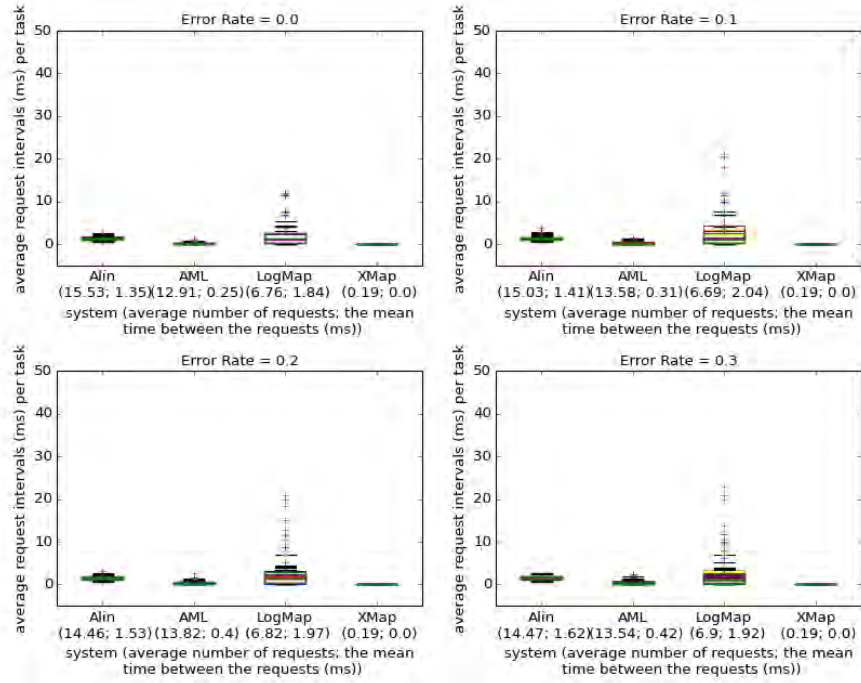 Error Rate = 0.0
average request intervals (ms) per task
50
40
30
20
10
0
Alin AML LogMap XMap
(15.53; 1.35)(12.91; 0.25) (6.76; 1.84) (0.19; 0.0)
system (average number of requests; the mean
time between the requests (ms))
Error Rate = 0.1
average request intervals (ms) per task
50
40
30
20
10
0
Alin AML LogMap XMap
(15.03; 1.41)(13.58; 0.31) (6.69; 2.04) (0.19; 0.0)
system (average number of requests; the mean
time between the requests (ms))
Error Rate = 0.2
average request intervals (ms) per task
50
40
30
20
10
0
Alin AML LogMap XMap
(14.46; 1.53) (13.82; 0.4) (6.82; 1.97) (0.19; 0.0)
system (average number of requests; the mean
time between the requests (ms))
Error Rate = 0.3
average request intervals (ms) per task
50
40
30
20
10
0
Alin AML LogMap XMap
(14.47; 1.62)(13.54; 0.42) (6.9; 1.92) (0.19; 0.0)
system (average number of requests; the mean
time between the requests (ms))